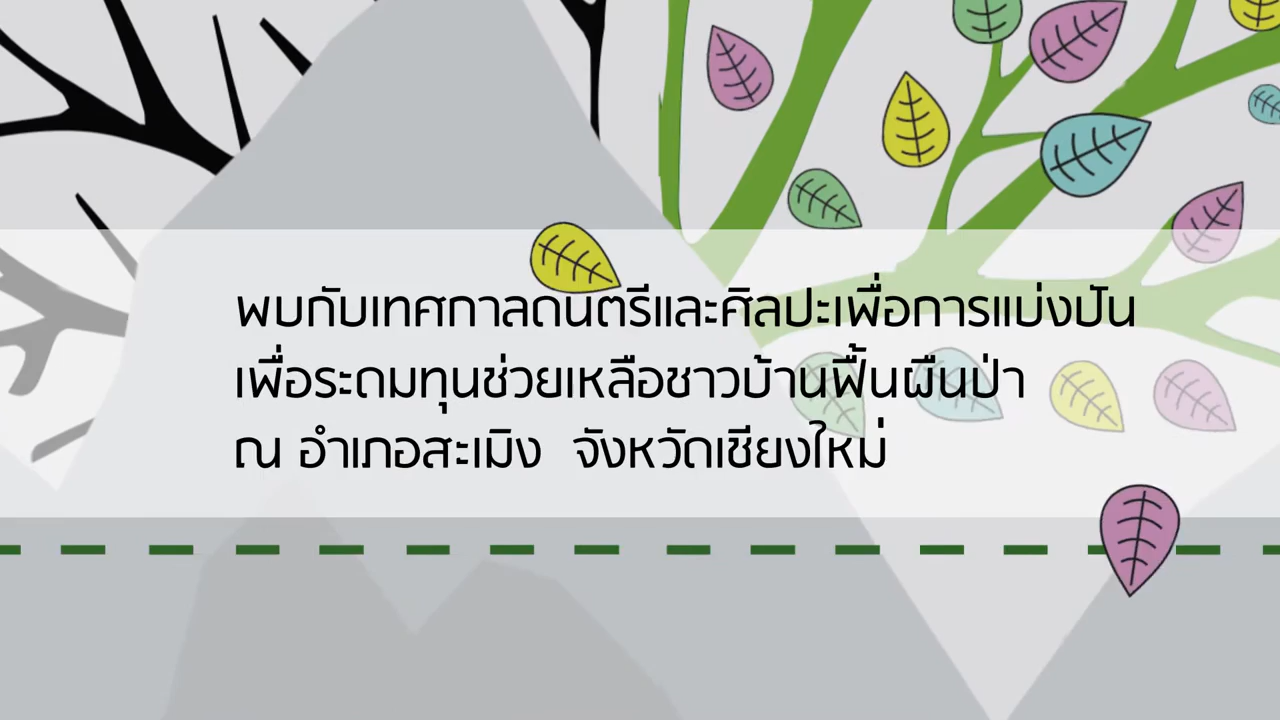 พบกับเทศกาลดนตรีและศิลปะเพื่อการแบ่งปัน
เพื่อระดมทุนช่วยเหลือชาวบ้านฟื้นผืนป่า
ณ อำเภอสะเมิง จังหวัดเชียงใหม่